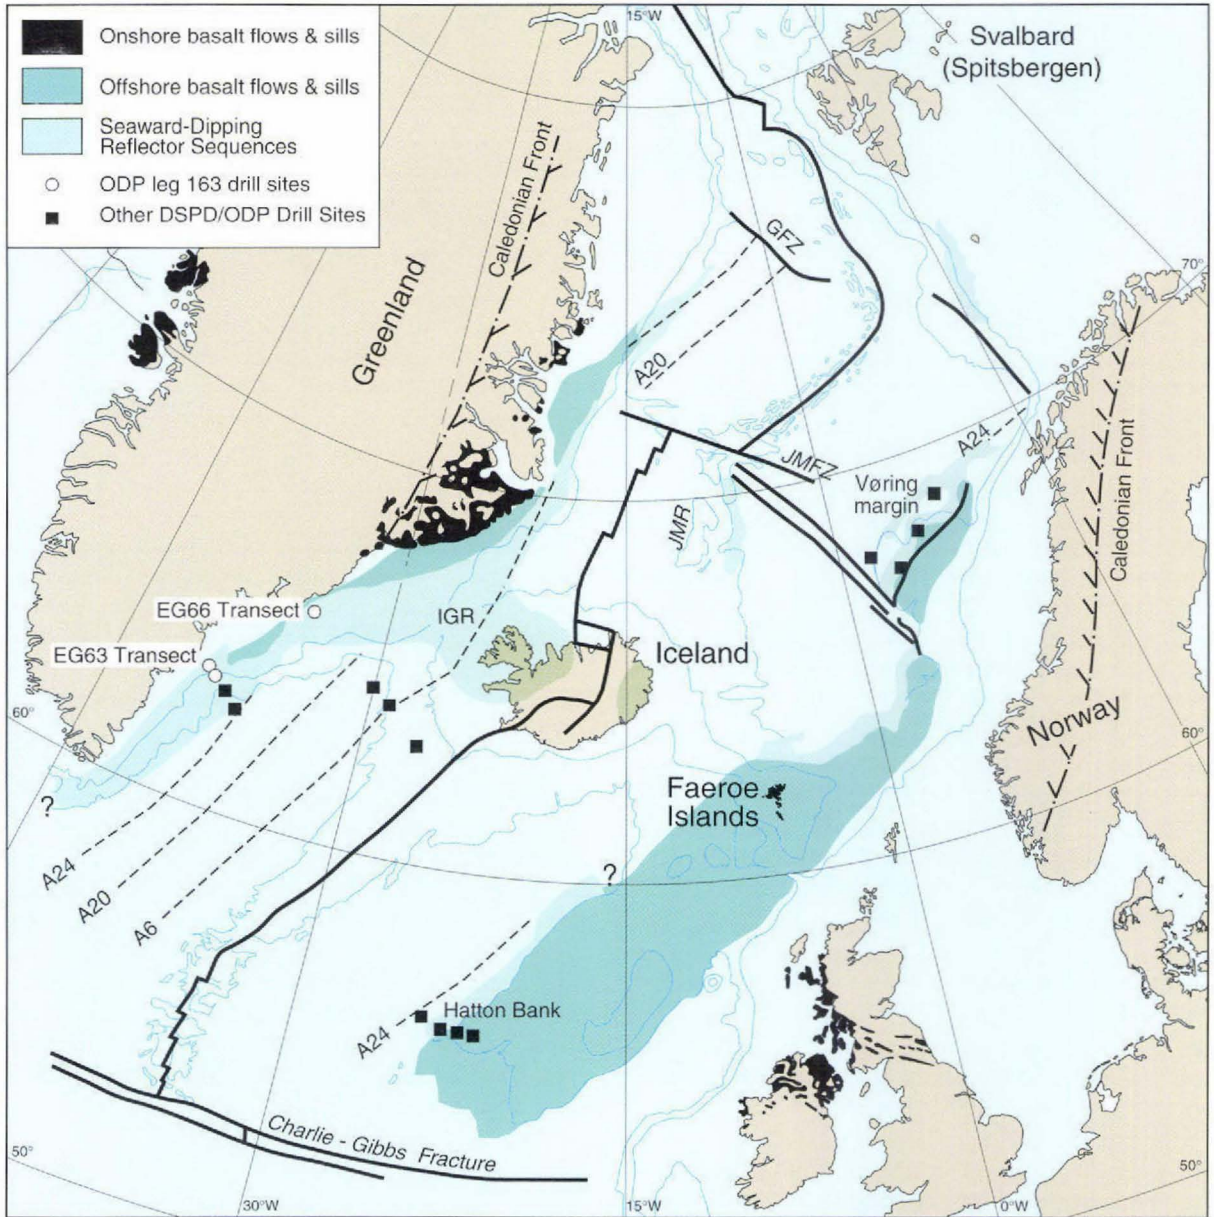 Onshore basalt flows & sills
Offshore basalt flows & sills
Seaward-Dipping
Reflector Sequences
ODP leg 163 drill sites
Other DSPD/ODP Drill Sites
15°W
Svalbard
(Spitsbergen)
Caledonian Front
Greenland
GFZ
70°
A20
A24
JMFZ
Vøring
margin
JMR
Caledonian Front
EG66 Transect
IGR
EG63 Transect
Iceland
60°
Norway
60°
?
Faeroe
Islands
?
A24
A20
A6
Hatton Bank
A24
Charlie - Gibbs Fracture
50°
50°
30°W
15°W
0°W